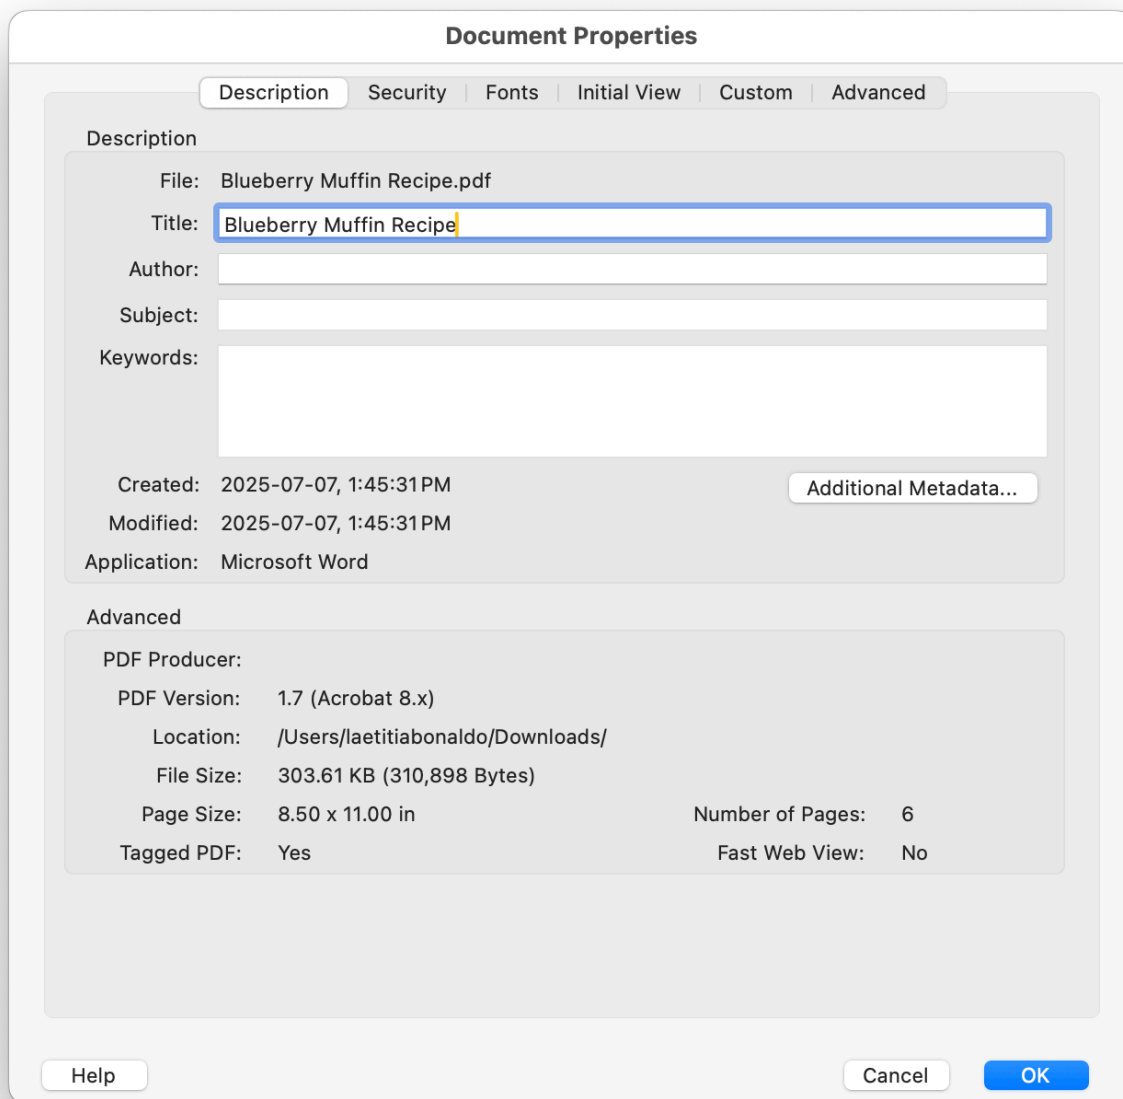 Document Properties
Description Security Fonts Initial View Custom Advanced
Description
File: Blueberry Muffin Recipe.pdf
Title: Blueberry Muffin Recipe
Author:
Subject:
Keywords:
Created: 2025-07-07, 1:45:31 PM
Additional Metadata...
Modified: 2025-07-07, 1:45:31 PM
Application: Microsoft Word
Advanced
PDF Producer:
PDF Version: 1.7 (Acrobat 8.x)
Location: /Users/laetitiabonaldo/Downloads/
File Size: 303.61 KB (310,898 Bytes)
Page Size: 8.50 x 11.00 in Number of Pages: 6
Tagged PDF: Yes Fast Web View: No
Help Cancel OK